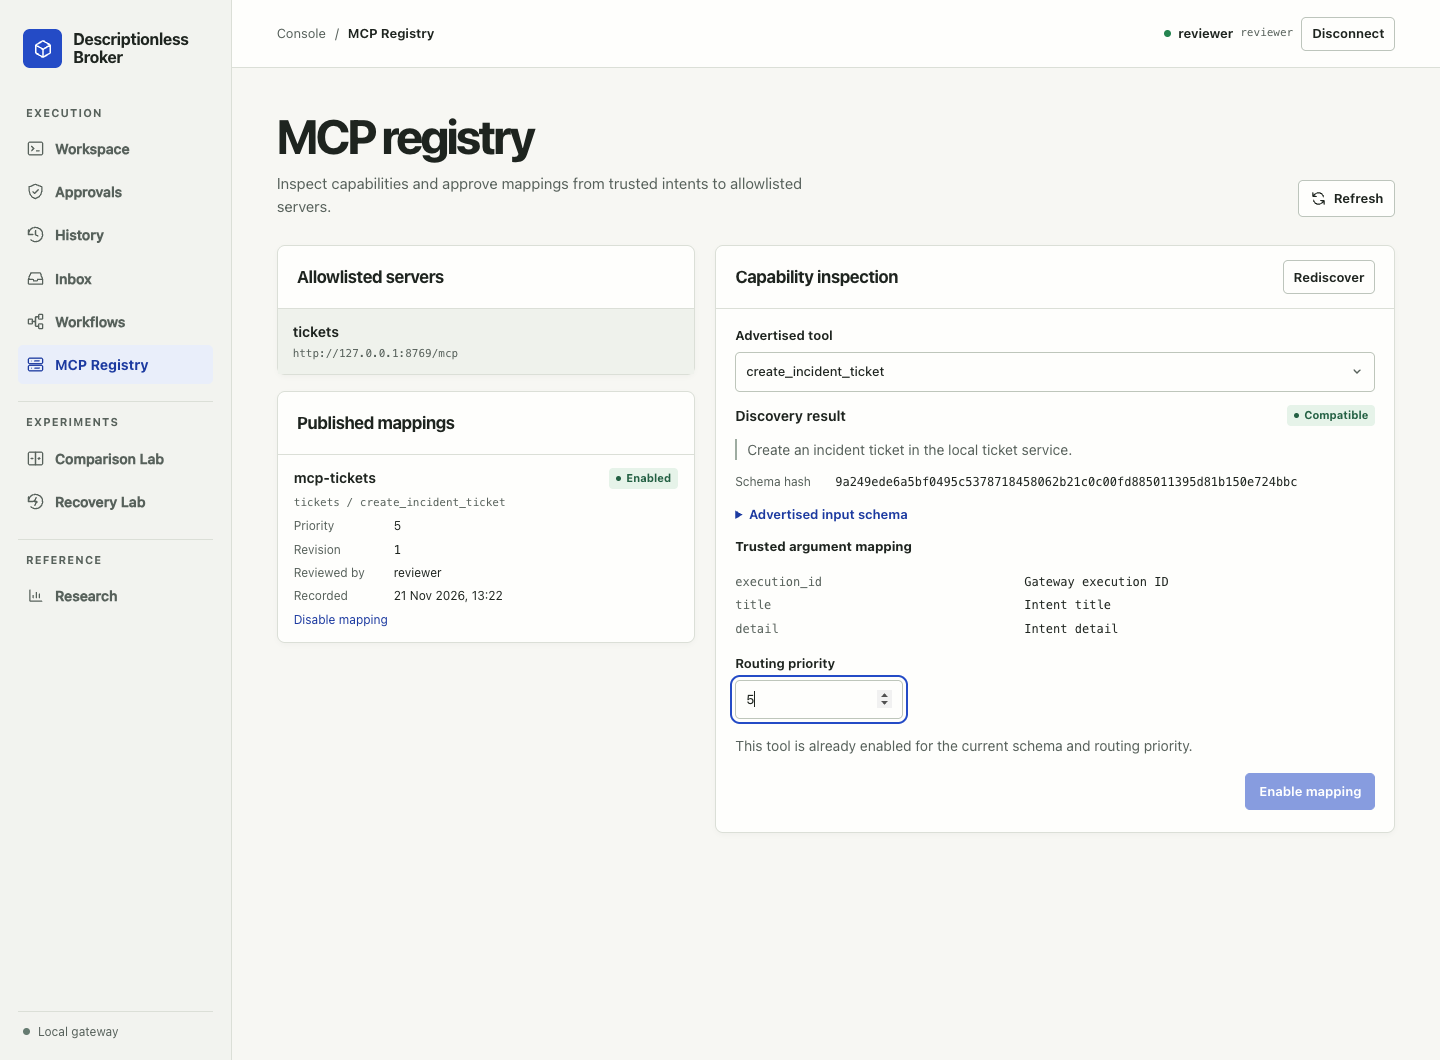 Descriptionless
Broker
EXECUTION
Workspace
Approvals
History
Inbox
Workflows
MCP Registry
EXPERIMENTS
Comparison Lab
Recovery Lab
REFERENCE
Research
Local gateway
Console / MCP Registry
reviewer reviewer Disconnect
MCP registry
Inspect capabilities and approve mappings from trusted intents to allowlisted
servers.
Refresh
Allowlisted servers
tickets
http://127.0.0.1:8769/mcp
Published mappings
mcp-tickets Enabled
tickets / create_incident_ticket
Priority 5
Revision 1
Reviewed by reviewer
Recorded 21 Nov 2026, 13:22
Disable mapping
Capability inspection Rediscover
Advertised tool
create_incident_ticket
Discovery result Compatible
Create an incident ticket in the local ticket service.
Schema hash 9a249ede6a5bf0495c5378718458062b21c0c00fd885011395d81b150e724bbc
Advertised input schema
Trusted argument mapping
execution_id Gateway execution ID
title Intent title
detail Intent detail
Routing priority
5
This tool is already enabled for the current schema and routing priority.
Enable mapping